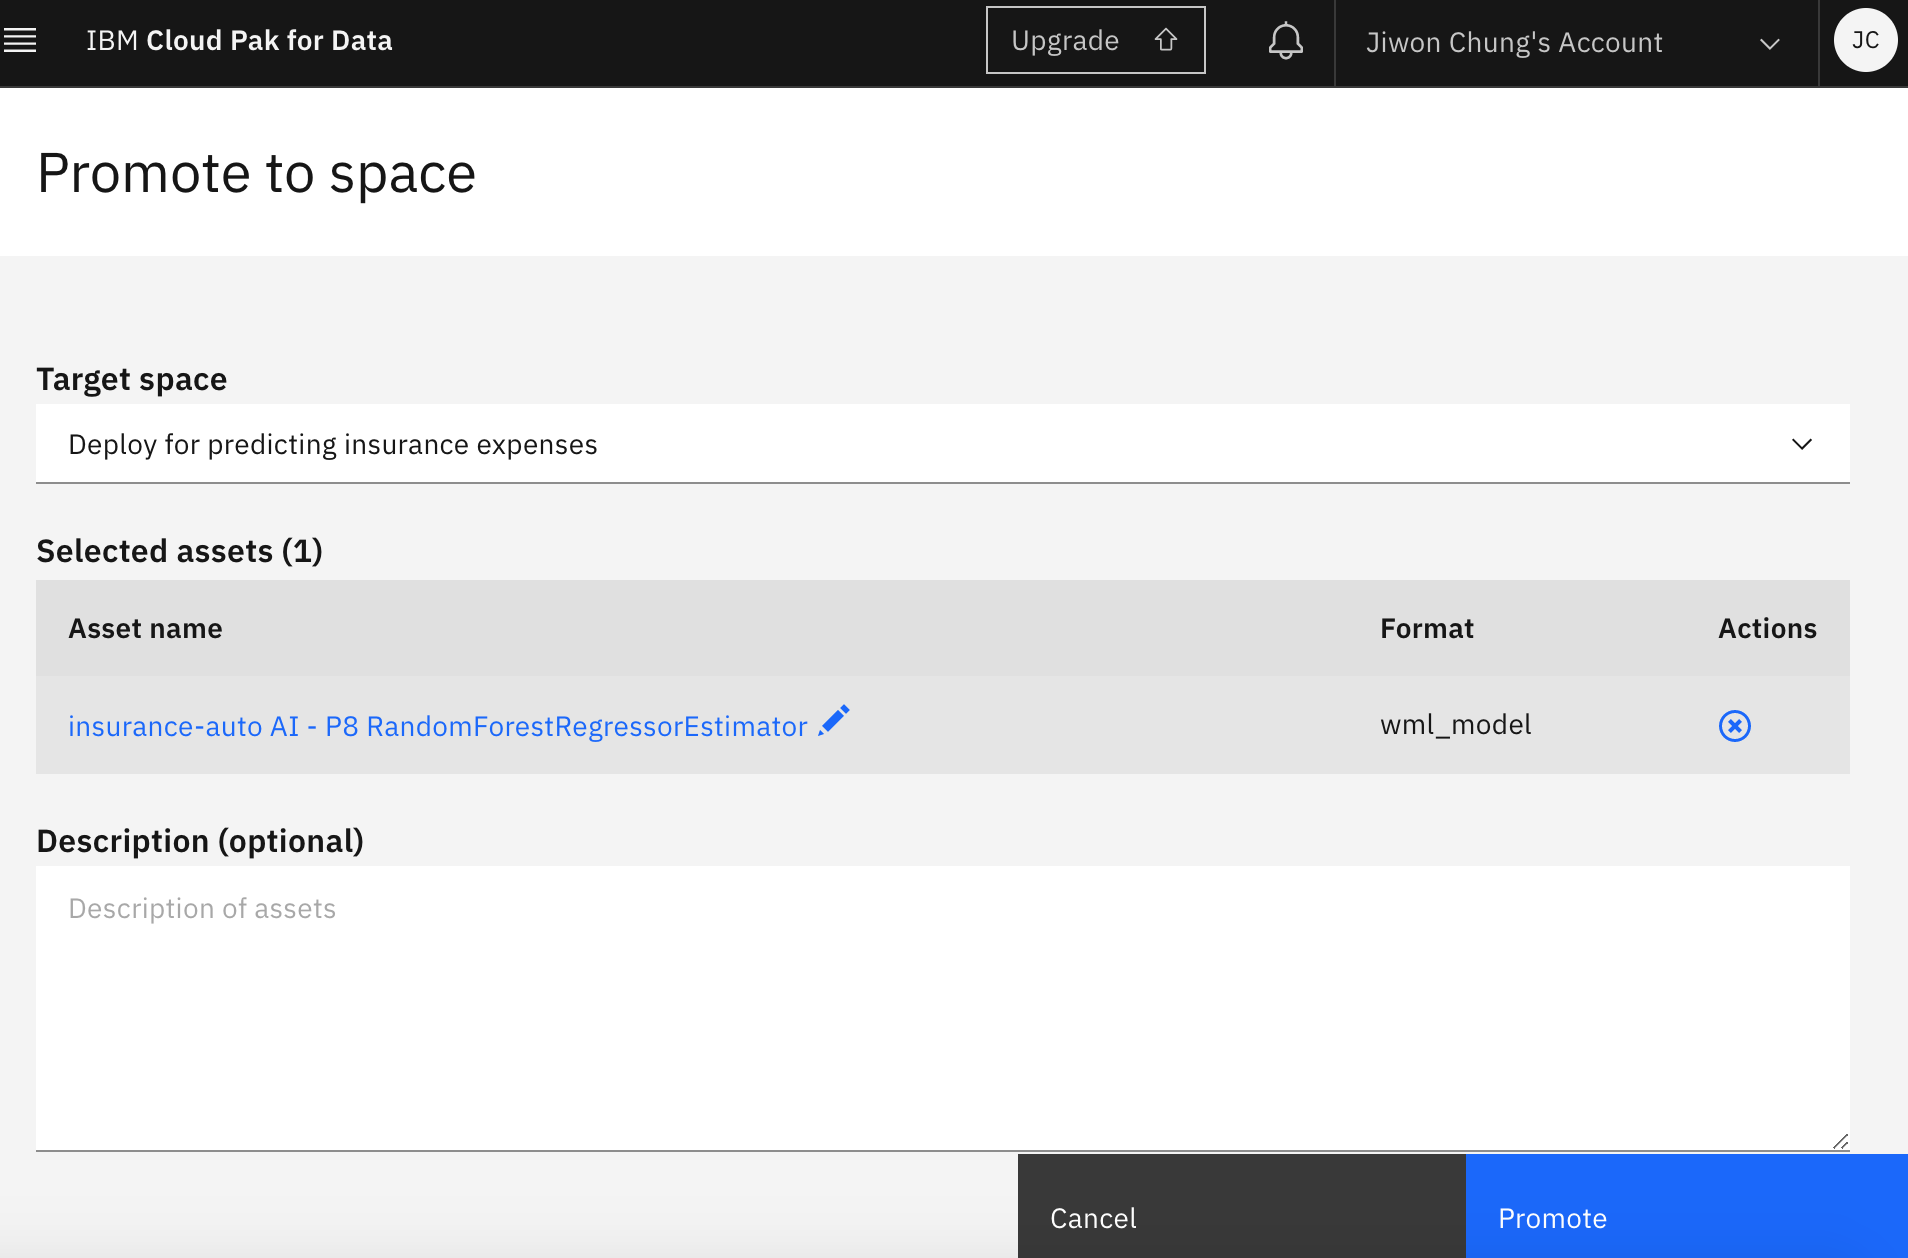 IBM Cloud Pak for Data
Upgrade
Jiwon Chung's Account
JC
Promote to space
Target space
Deploy for predicting insurance expenses
Selected assets (1)
Asset name Format Actions
insurance-auto AI - P8 RandomForestRegressorEstimator wml_model
Description (optional)
Description of assets
Cancel
Promote